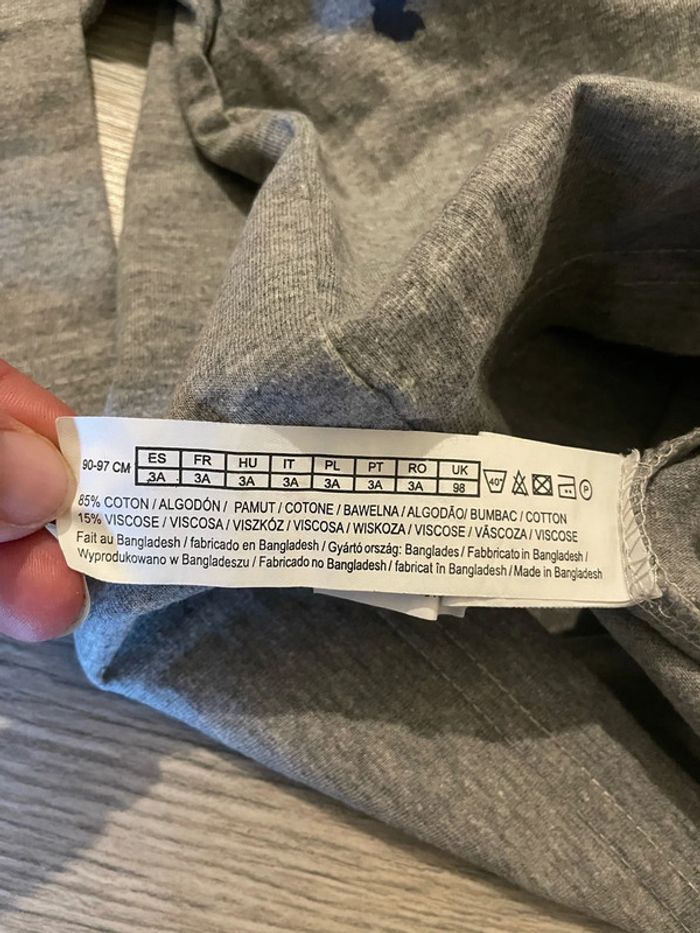 90-97 CM ES FR HU IT PL PT RO UK
3A 3A 3A 3A 3A 3A 3A 98
40° P
85% COTON / ALGODÓN / PAMUT / COTONE / BAWELNA / ALGODÃO / BUMBAC / COTTON
15% VISCOSE / VISCOSA / VISZKÓZ / VISCOSA / WISKOZA / VISCOSE / VÂSCOZA / VISCOSE
Fait au Bangladesh / fabricado en Bangladesh / Gyártó ország: Banglades / Fabbricato in Bangladesh /
Wyprodukowano w Bangladeszu / Fabricado no Bangladesh / fabricat în Bangladesh / Made in Bangladesh